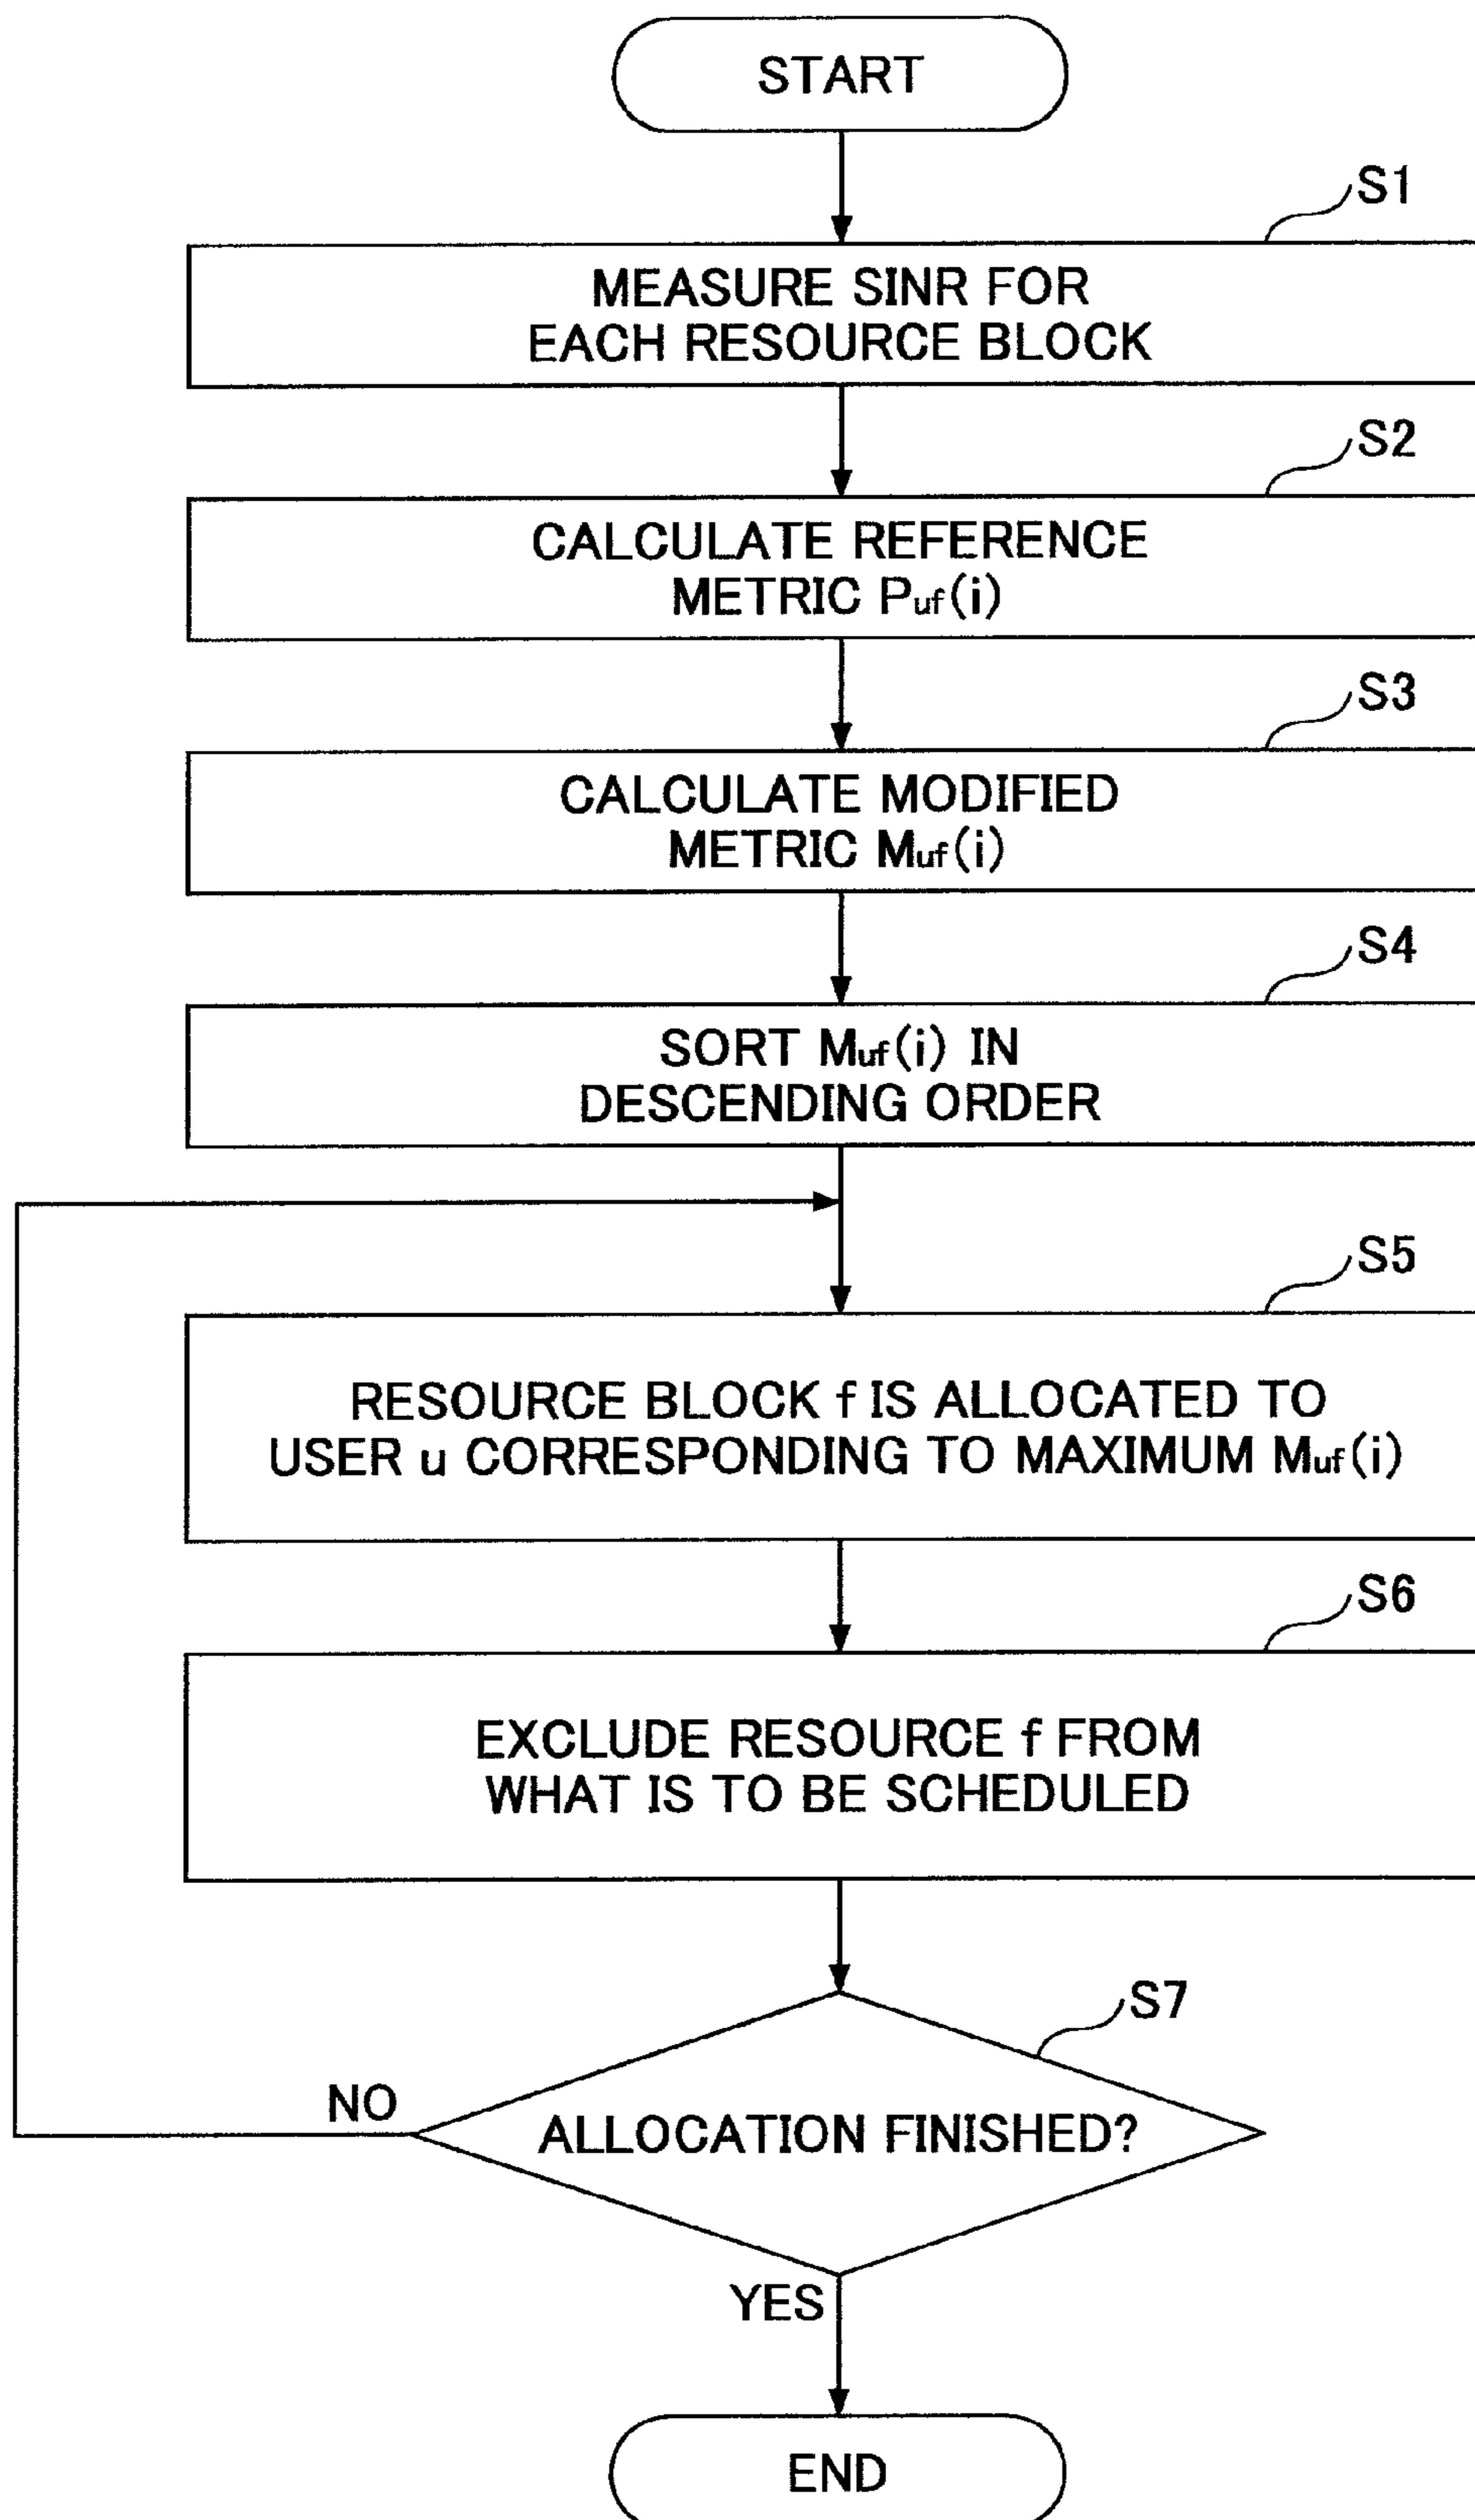 START
S1
MEASURE SINR FOR
EACH RESOURCE BLOCK
S2
CALCULATE REFERENCE
METRIC Puf(i)
S3
CALCULATE MODIFIED
METRIC Muf(i)
S4
SORT Muf(i) IN
DESCENDING ORDER
S5
RESOURCE BLOCK f IS ALLOCATED TO
USER u CORRESPONDING TO MAXIMUM Muf(i)
S6
EXCLUDE RESOURCE f FROM
WHAT IS TO BE SCHEDULED
S7
NO
ALLOCATION FINISHED?
YES
END